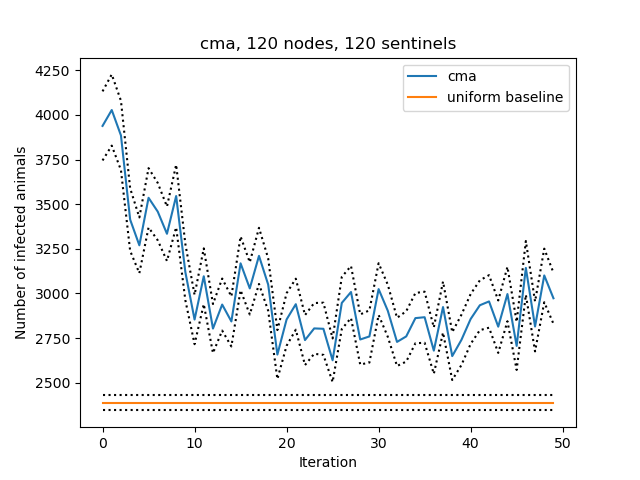 cma, 120 nodes, 120 sentinels
cma
uniform baseline
Number of infected animals
4250
4000
3750
3500
3250
3000
2750
2500
0 10 20 30 40 50
Iteration